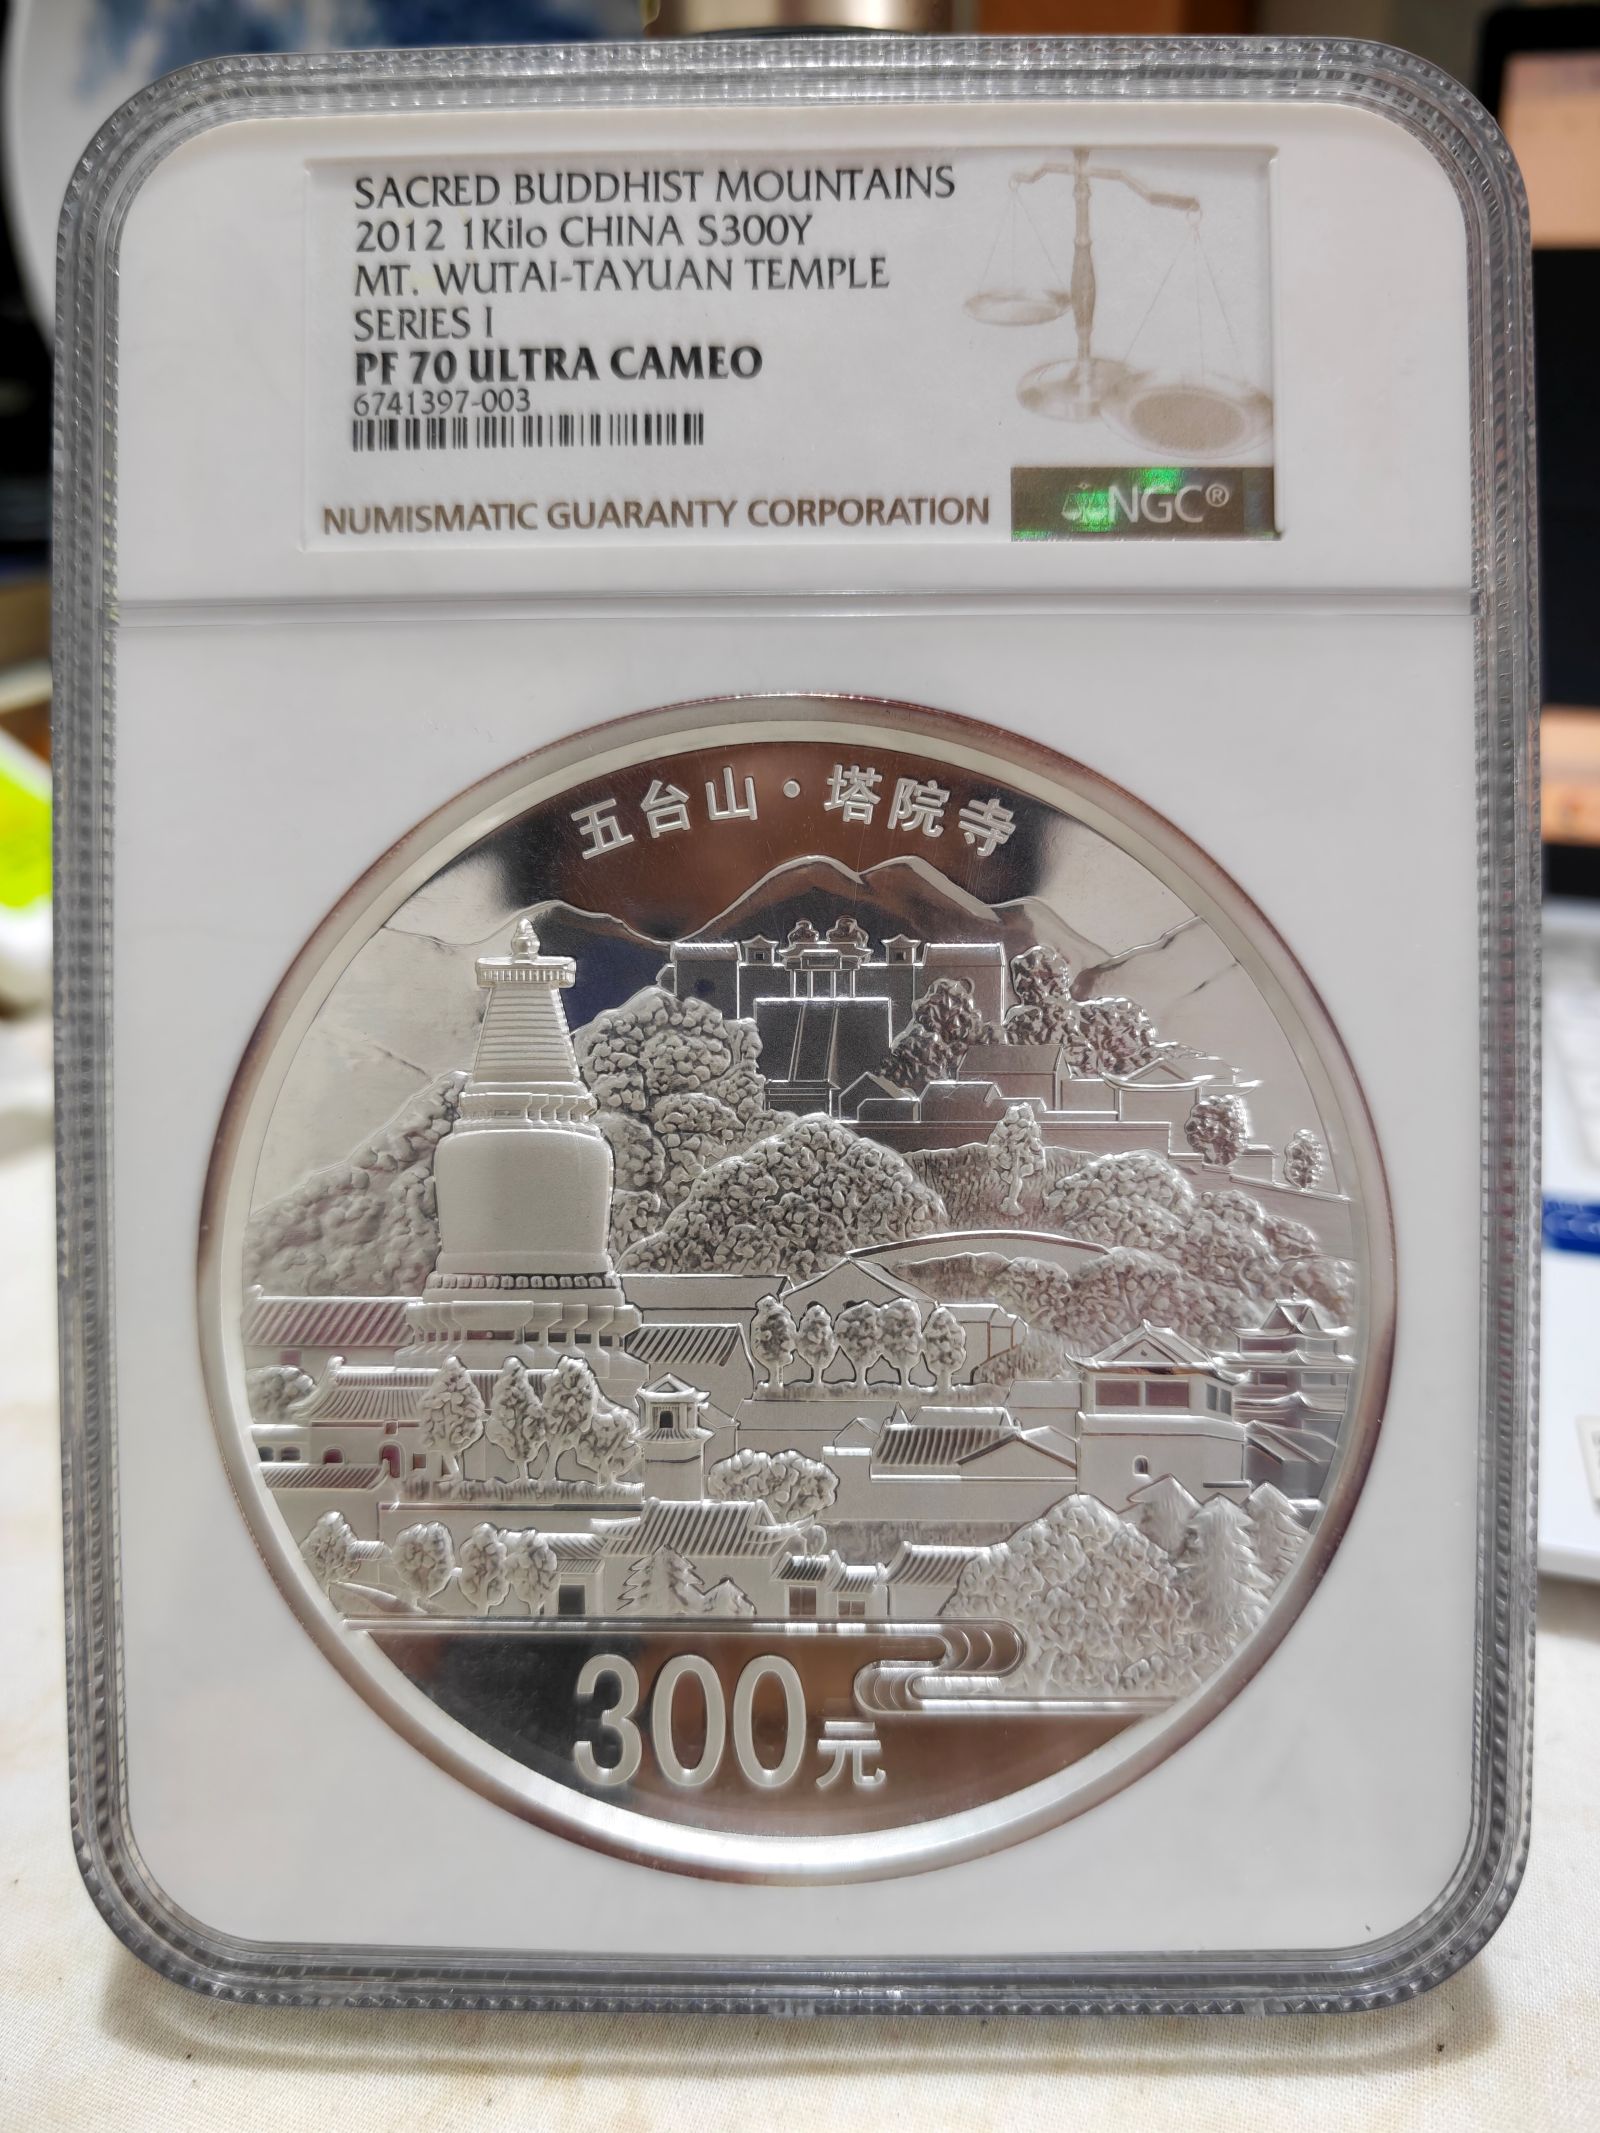 SACRED BUDDHIST MOUNTAINS
2012 1Kilo CHINA S300Y
MT. WUTAI-TAYUAN TEMPLE
SERIES I
PF 70 ULTRA CAMEO
6741397-003
NUMISMATIC GUARANTY CORPORATION
NGC®
五台山·塔院寺
300元